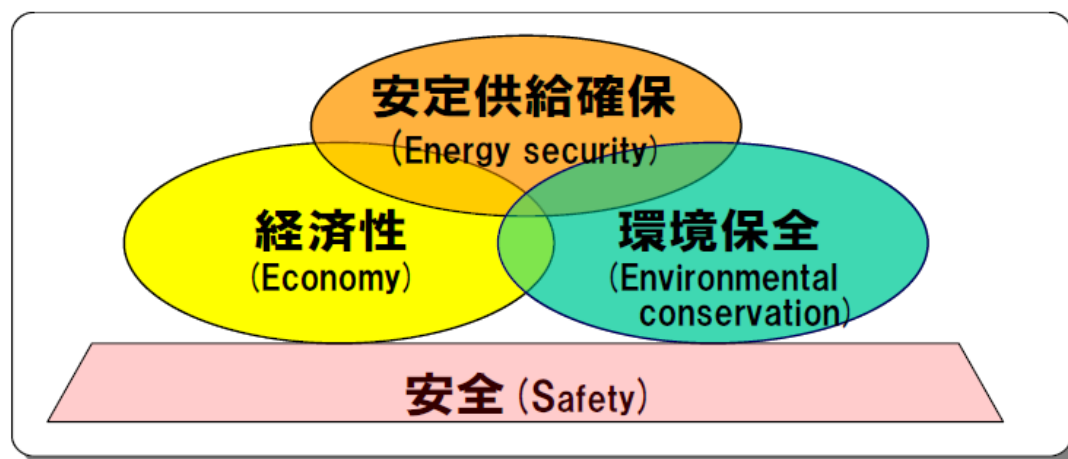 安定供給確保
(Energy security)
経済性
(Economy)
環境保全
(Environmental
conservation)
安全(Safety)